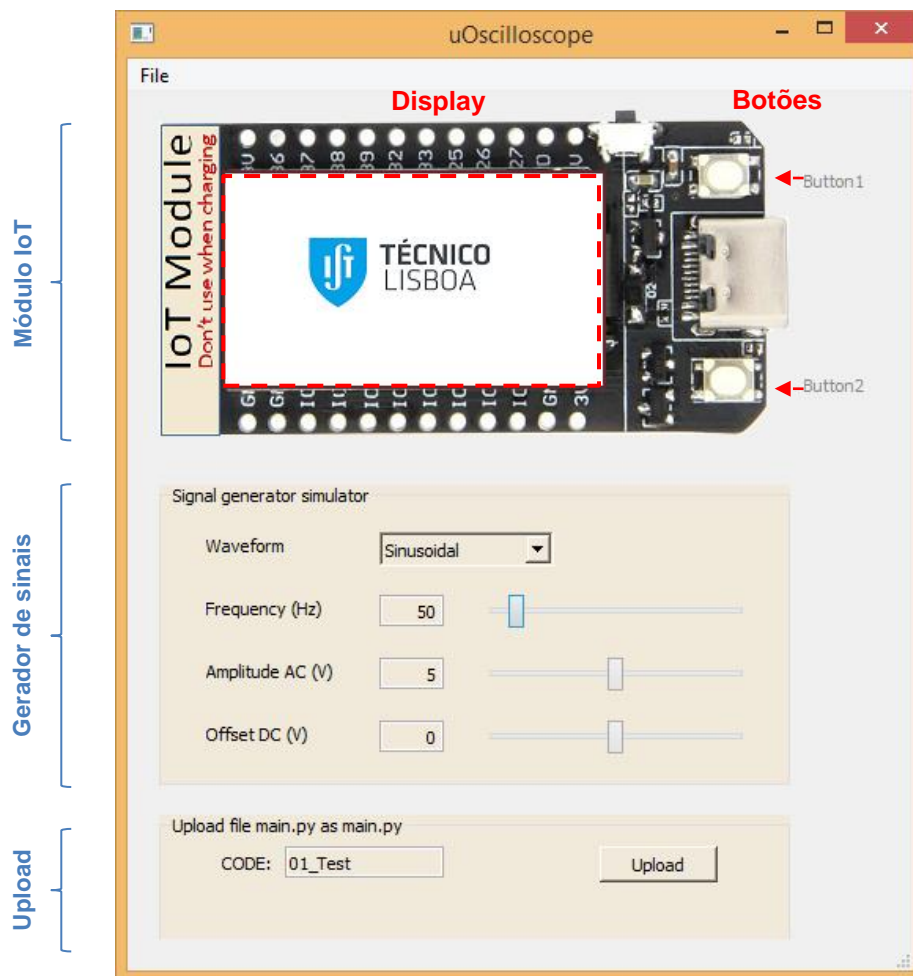 uOscilloscope
File
Display
Botões
IoT Module
Don't use when charging
Módulo IoT
TÉCNICO
LISBOA
Button1
Button2
Signal generator simulator
Waveform
Sinusoidal
Frequency (Hz)
50
Amplitude AC (V)
5
Offset DC (V)
0
Gerador de sinais
Upload file main.py as main.py
CODE:
01_Test
Upload
Upload